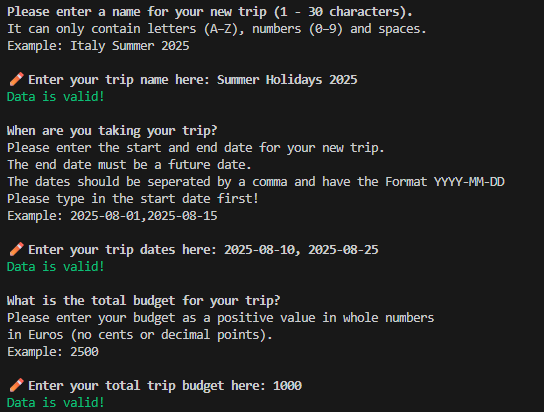 Please enter a name for your new trip (1 - 30 characters).
It can only contain letters (A–Z), numbers (0–9) and spaces.
Example: Italy Summer 2025
Enter your trip name here: Summer Holidays 2025
Data is valid!
When are you taking your trip?
Please enter the start and end date for your new trip.
The end date must be a future date.
The dates should be seperated by a comma and have the Format YYYY-MM-DD
Please type in the start date first!
Example: 2025-08-01,2025-08-15
Enter your trip dates here: 2025-08-10, 2025-08-25
Data is valid!
What is the total budget for your trip?
Please enter your budget as a positive value in whole numbers
in Euros (no cents or decimal points).
Example: 2500
Enter your total trip budget here: 1000
Data is valid!